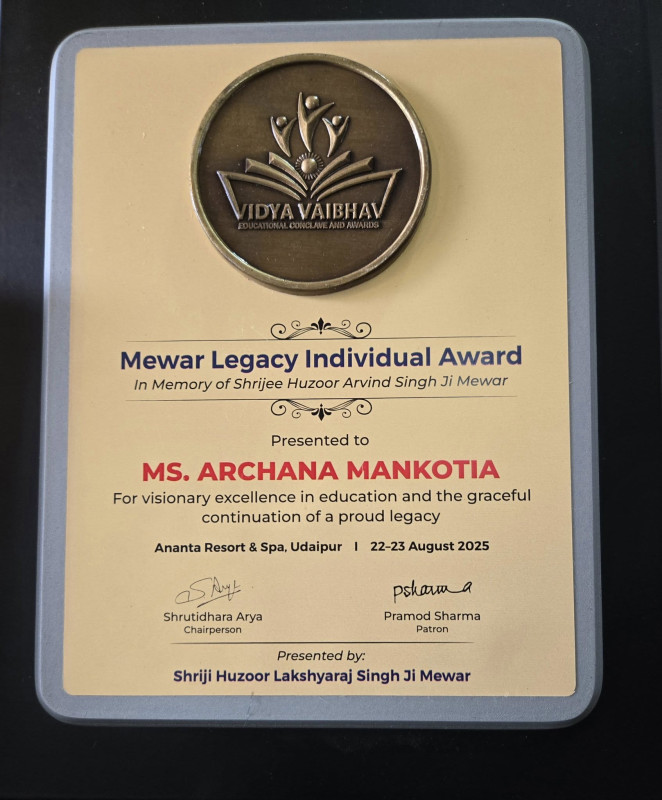 VIDYA VAIBHAV
EDUCATIONAL CONCLAVE AND AWARDS
Mewar Legacy Individual Award
In Memory of Shrijee Huzoor Arvind Singh Ji Mewar
Presented to
MS. ARCHANA MANKOTIA
For visionary excellence in education and the graceful
continuation of a proud legacy
Ananta Resort & Spa, Udaipur I 22-23 August 2025
S. Arya psharma
Shrutidhara Arya Pramod Sharma
Chairperson Patron
Presented by:
Shriji Huzoor Lakshyaraj Singh Ji Mewar